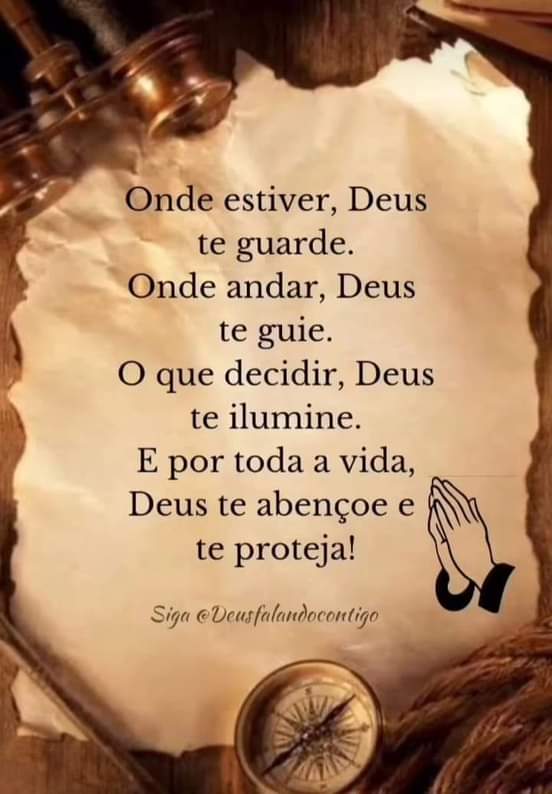 Onde estiver, Deus
te guarde.
Onde andar, Deus
te guie.
O que decidir, Deus
te ilumine.
E por toda a vida,
Deus te abençoe e
te proteja!
Siga @Deusfalandocontigo